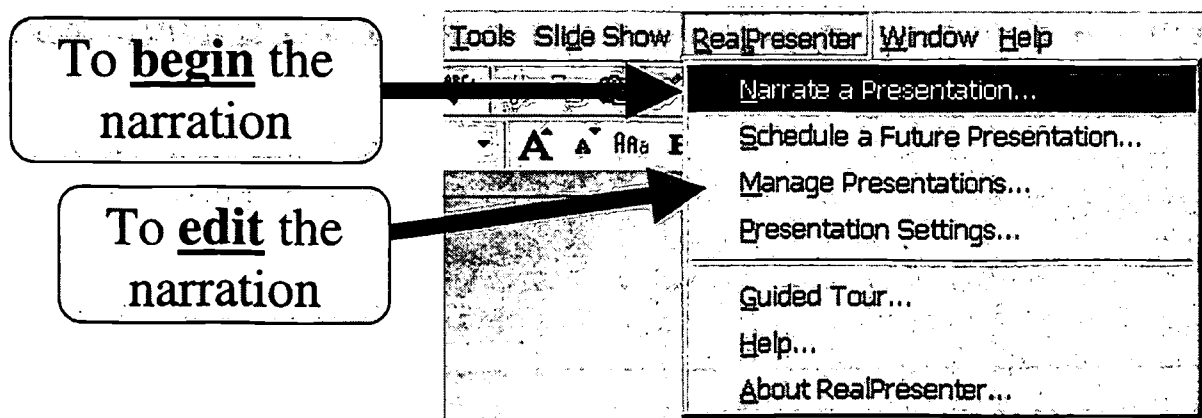 To begin the
narration
To edit the
narration
Tools Slide Show RealPresenter Window Help
A A AAa
Narrate a Presentation...
Schedule a Future Presentation...
Manage Presentations...
Presentation Settings...
Guided Tour...
Help...
About RealPresenter...